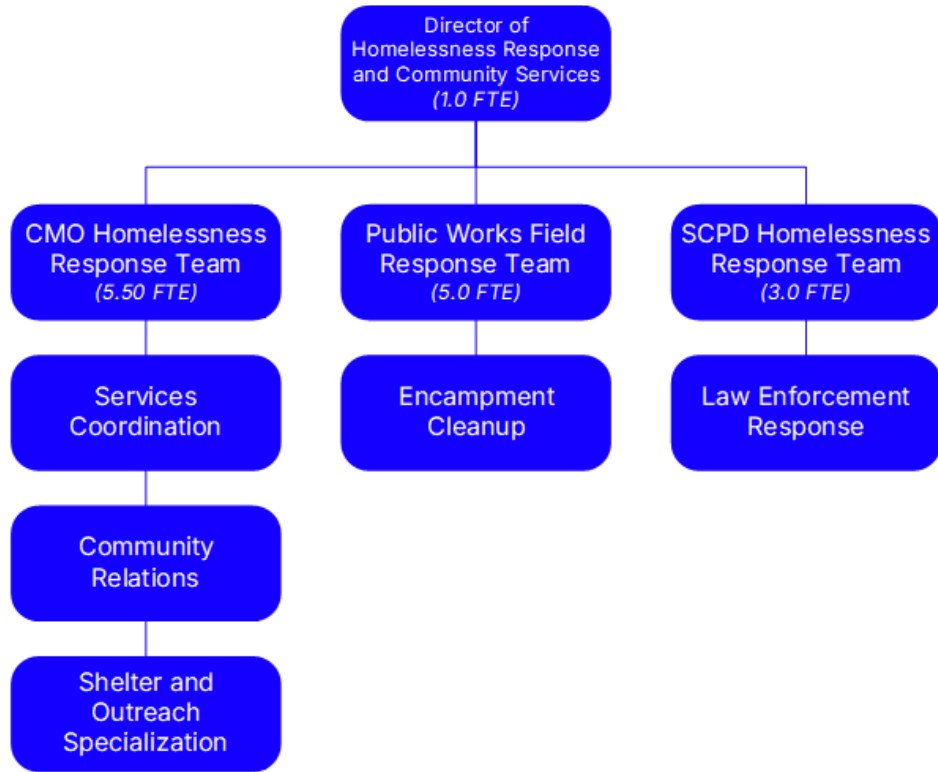 Director of
Homelessness Response
and Community Services
(1.0 FTE)
CMO Homelessness
Response Team
(5.50 FTE)
Public Works Field
Response Team
(5.0 FTE)
SCPD Homelessness
Response Team
(3.0 FTE)
Services
Coordination
Encampment
Cleanup
Law Enforcement
Response
Community
Relations
Shelter and
Outreach
Specialization